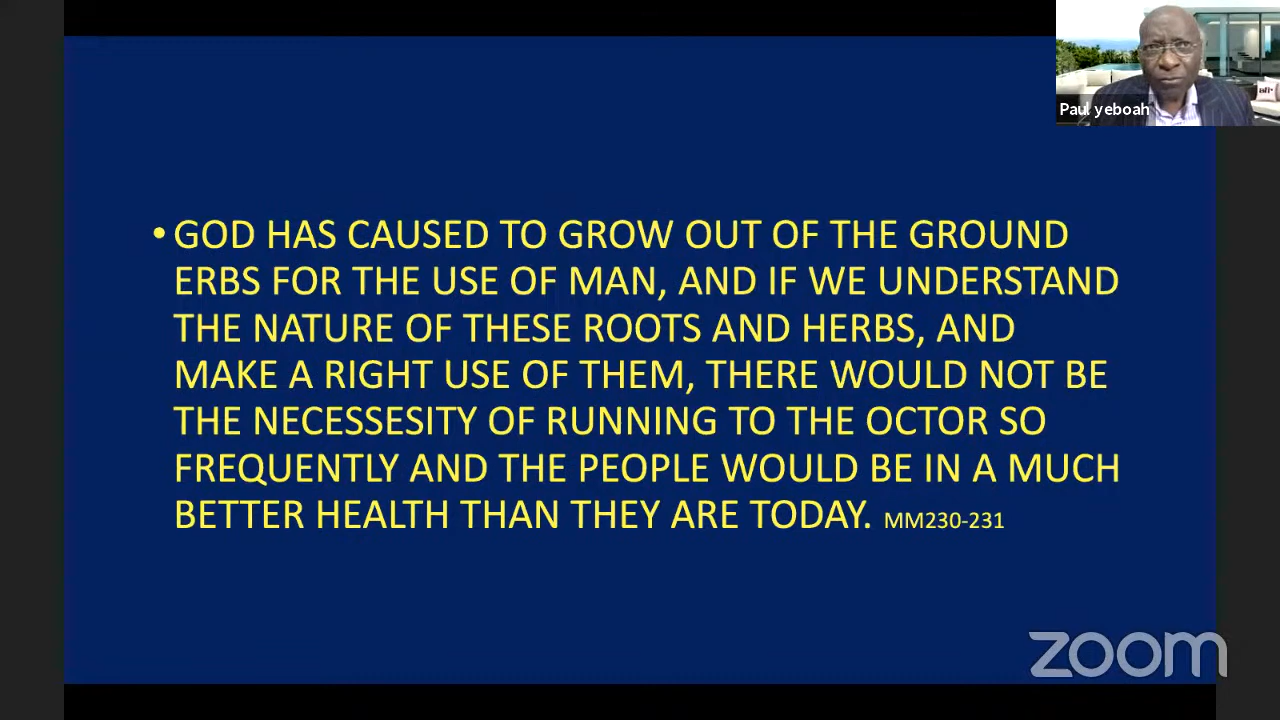 Paul yeboah
• GOD HAS CAUSED TO GROW OUT OF THE GROUND
ERBS FOR THE USE OF MAN, AND IF WE UNDERSTAND
THE NATURE OF THESE ROOTS AND HERBS, AND
MAKE A RIGHT USE OF THEM, THERE WOULD NOT BE
THE NECESSESITY OF RUNNING TO THE OCTOR SO
FREQUENTLY AND THE PEOPLE WOULD BE IN A MUCH
BETTER HEALTH THAN THEY ARE TODAY. MM230-231
zoom